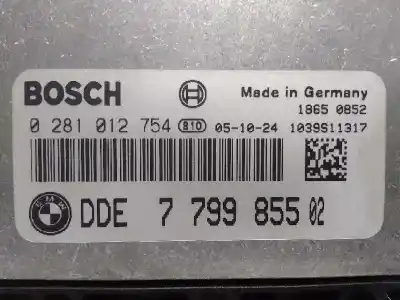 BOSCH
Made in Germany
1865 0852
0 281 012 754 810 05-10-24 1039S11317
BMW DDE 7 799 855 02